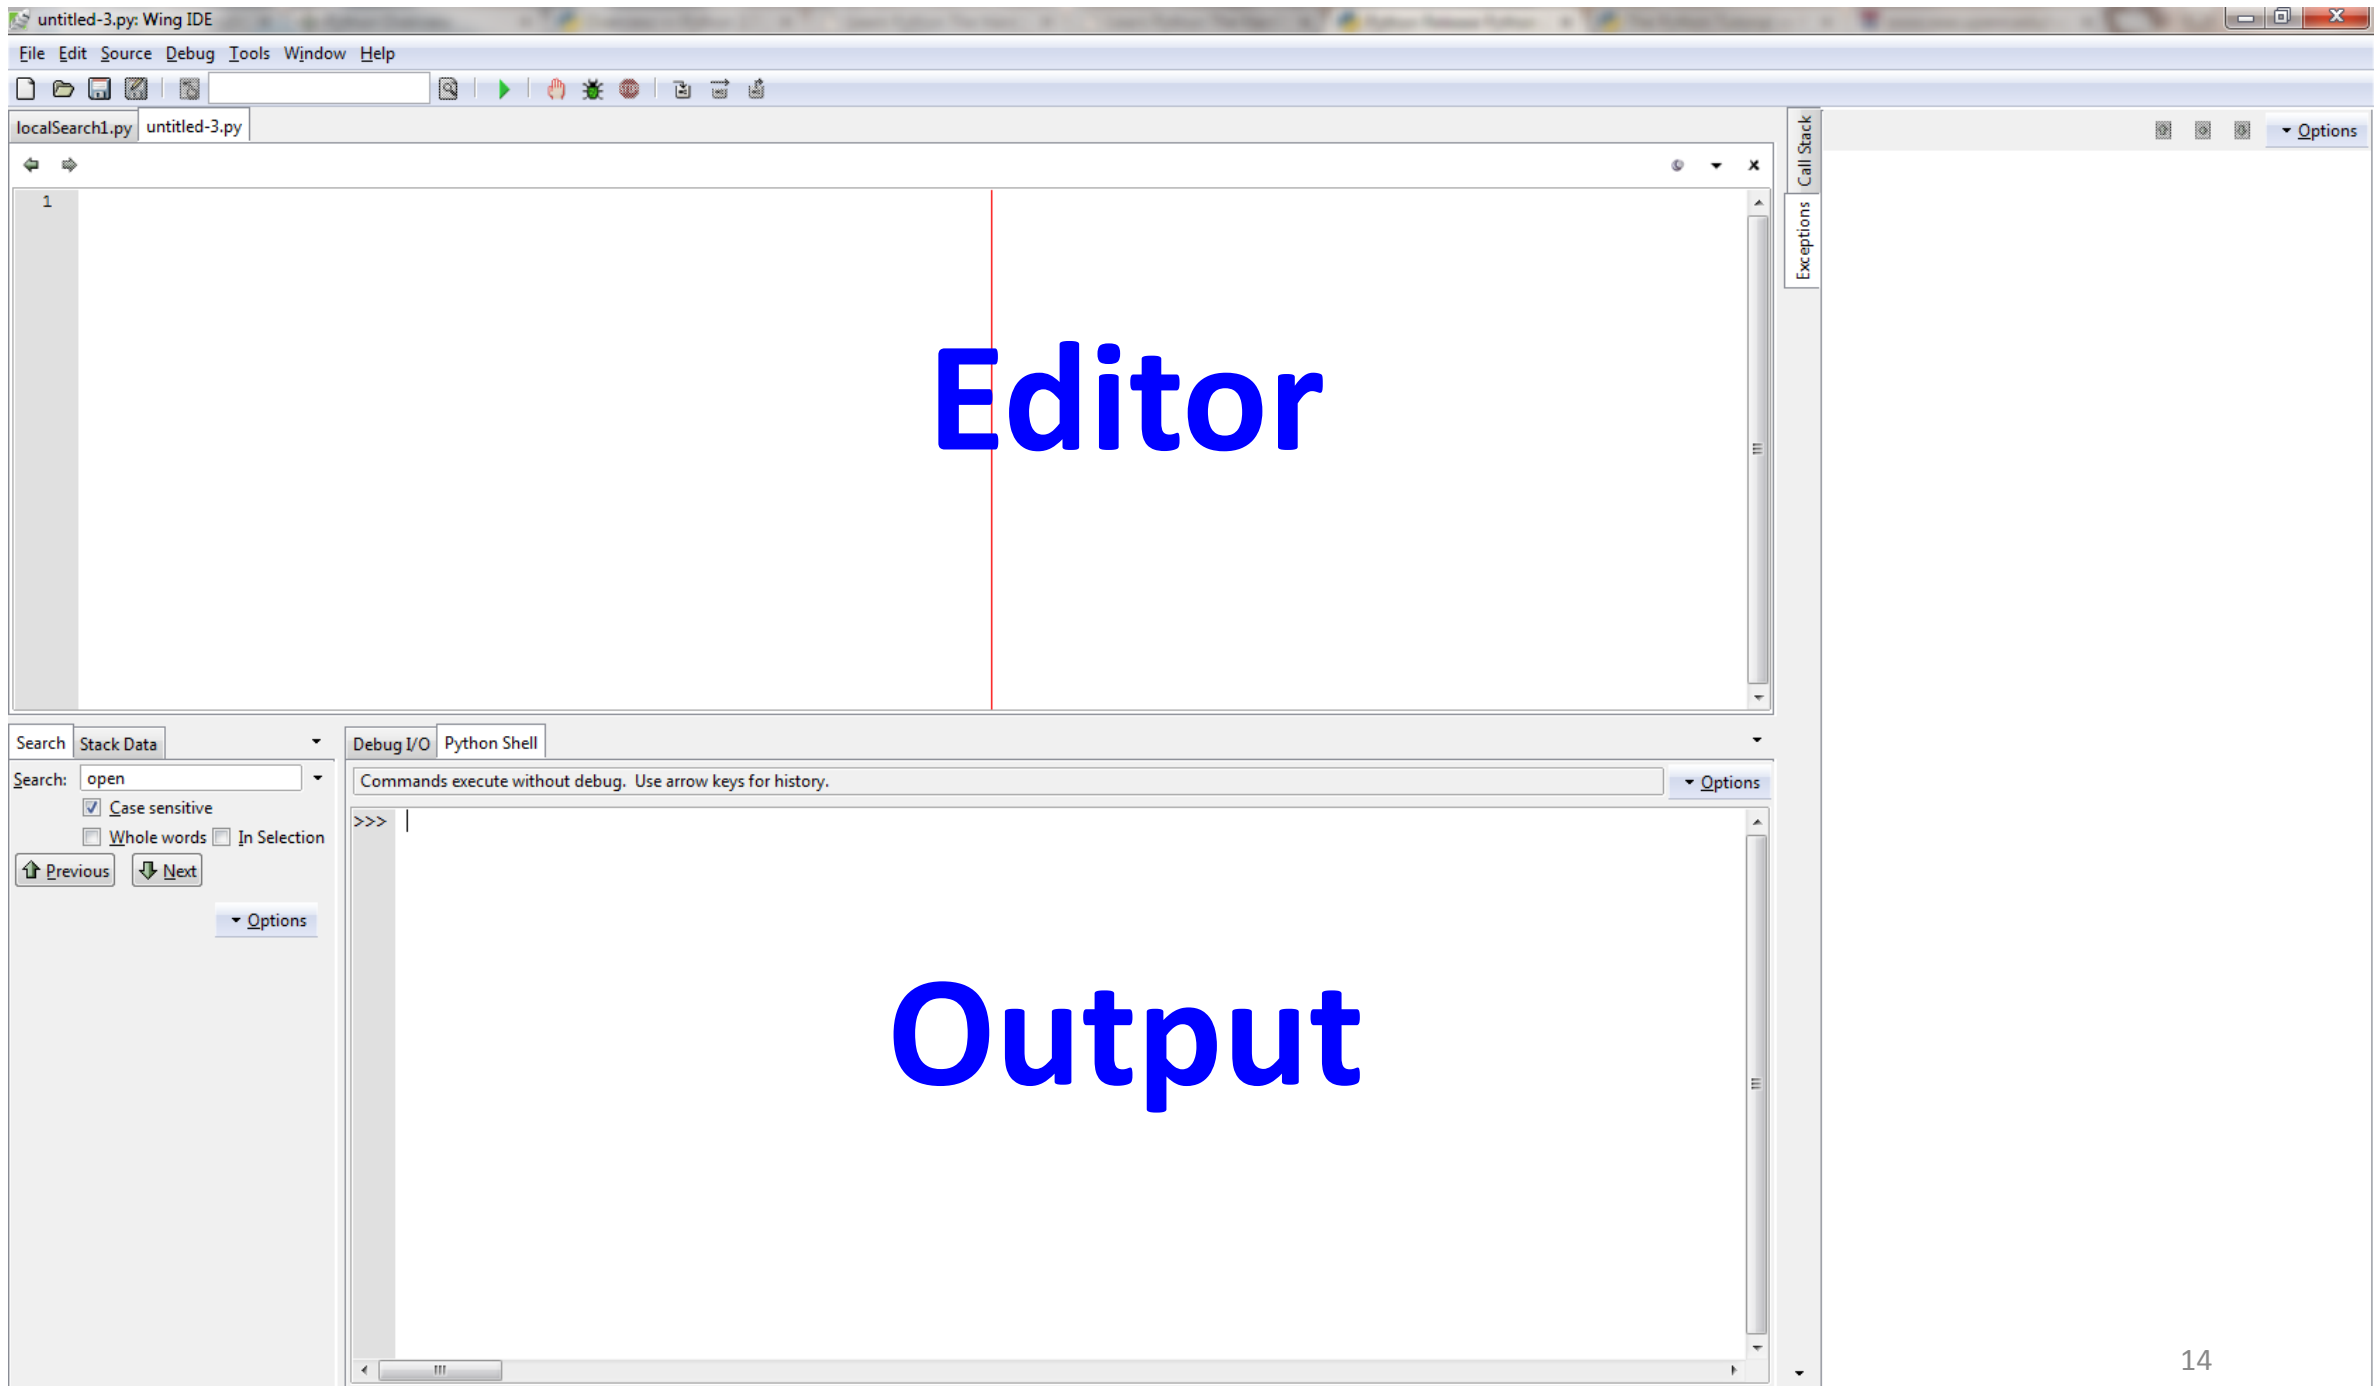 untitled-3.py: Wing IDE
File Edit Source Debug Tools Window Help
localSearch1.py untitled-3.py
Call Stack
Exceptions
Options
1
Editor
Search Stack Data
Search: open
Case sensitive
Whole words In Selection
Previous Next
Options
Debug I/O Python Shell
Commands execute without debug. Use arrow keys for history.
Options
>>>
Output
14